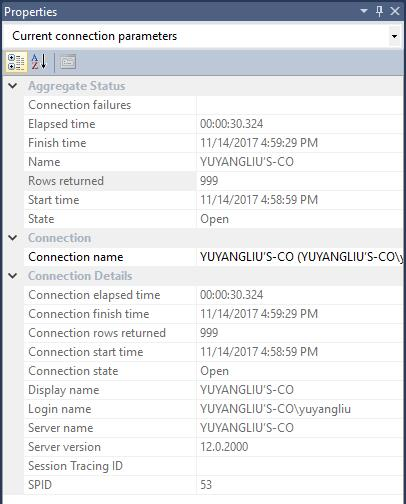 Properties
Current connection parameters
Aggregate Status
Connection failures
Elapsed time 00:00:30.324
Finish time 11/14/2017 4:59:29 PM
Name YUYANGLIU'S-CO
Rows returned 999
Start time 11/14/2017 4:58:59 PM
State Open
Connection
Connection name YUYANGLIU'S-CO (YUYANGLIU'S-CO\y
Connection Details
Connection elapsed time 00:00:30.324
Connection finish time 11/14/2017 4:59:29 PM
Connection rows returned 999
Connection start time 11/14/2017 4:58:59 PM
Connection state Open
Display name YUYANGLIU'S-CO
Login name YUYANGLIU'S-CO\yuyangliu
Server name YUYANGLIU'S-CO
Server version 12.0.2000
Session Tracing ID
SPID 53